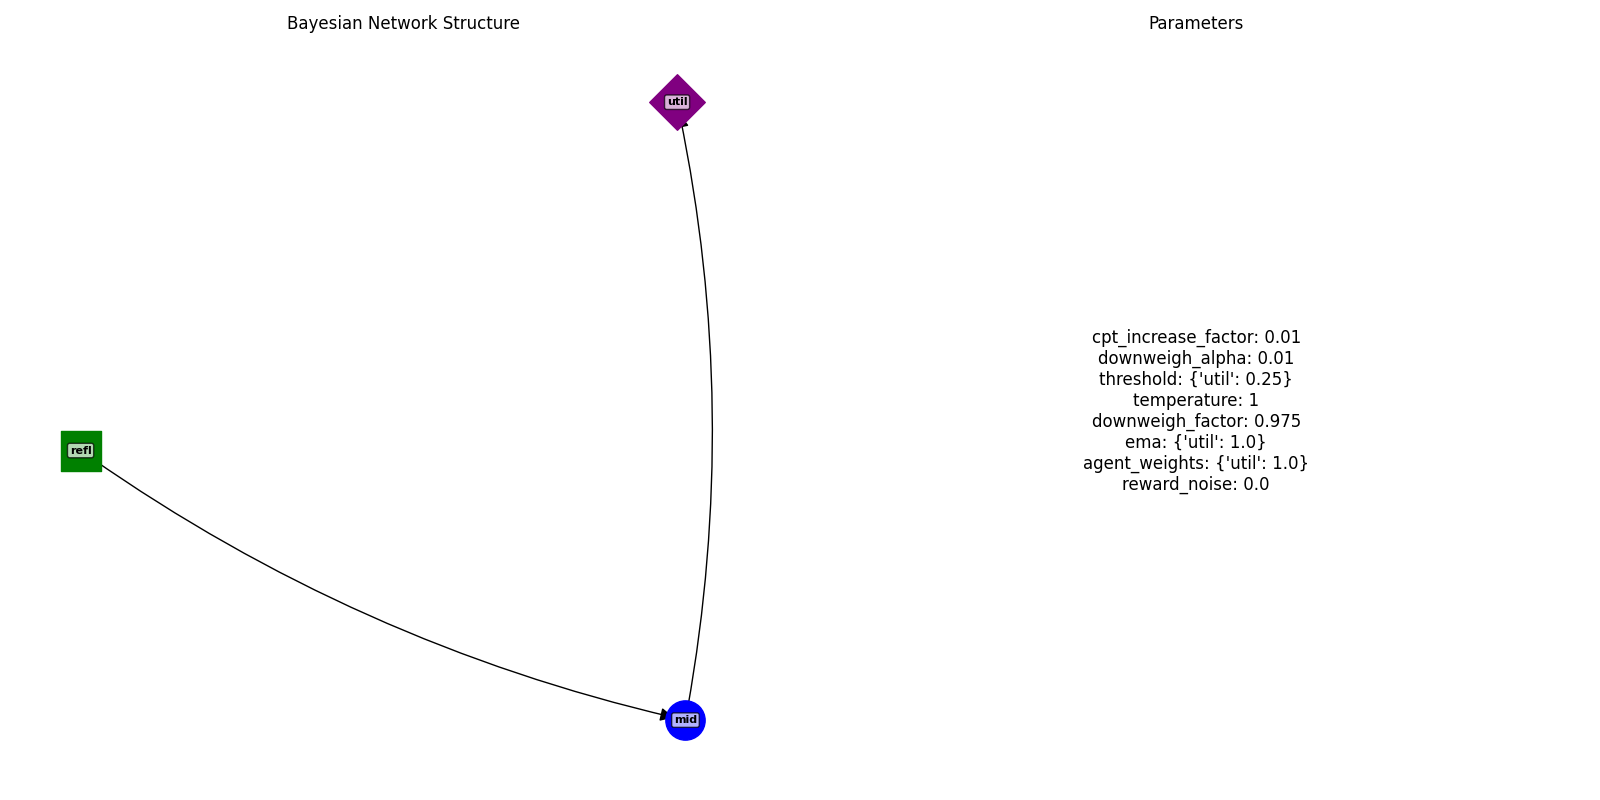 Bayesian Network Structure
Parameters
util
refl
mid
cpt_increase_factor: 0.01
downweigh_alpha: 0.01
threshold: {'util': 0.25}
temperature: 1
downweigh_factor: 0.975
ema: {'util': 1.0}
agent_weights: {'util': 1.0}
reward_noise: 0.0